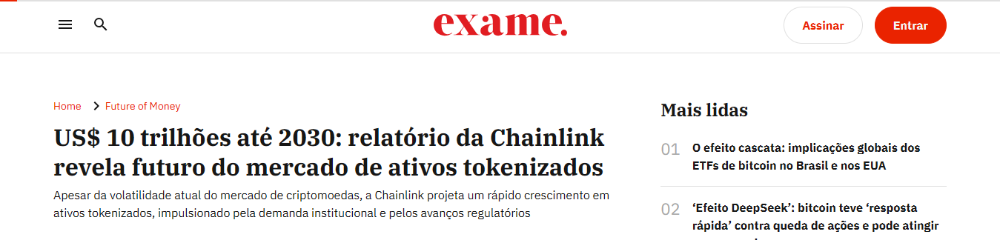 exame.
Assinar
Entrar
Home
Future of Money
US$ 10 trilhões até 2030: relatório da Chainlink
revela futuro do mercado de ativos tokenizados
Apesar da volatilidade atual do mercado de criptomoedas, a Chainlink projeta um rápido crescimento em
ativos tokenizados, impulsionado pela demanda institucional e pelos avanços regulatórios
Mais lidas
01
O efeito cascata: implicações globais dos
ETFs de bitcoin no Brasil e nos EUA
02
‘Efeito DeepSeek’: bitcoin teve ‘resposta
rápida’ contra queda de ações e pode atingir